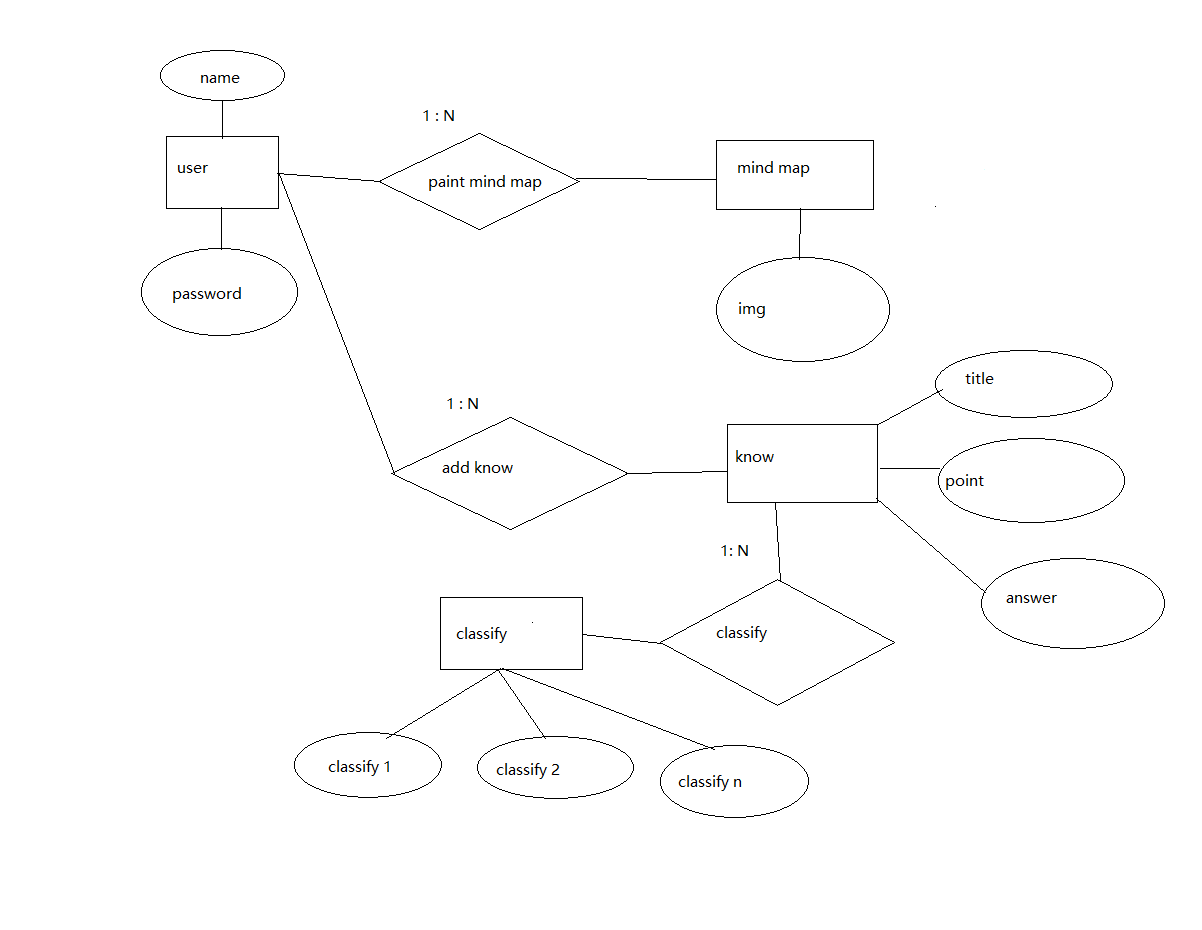 name
1 : N
user
paint mind map
mind map
password
img
title
1 : N
add know
know
point
1: N
answer
classify
classify
classify 1
classify 2
classify n